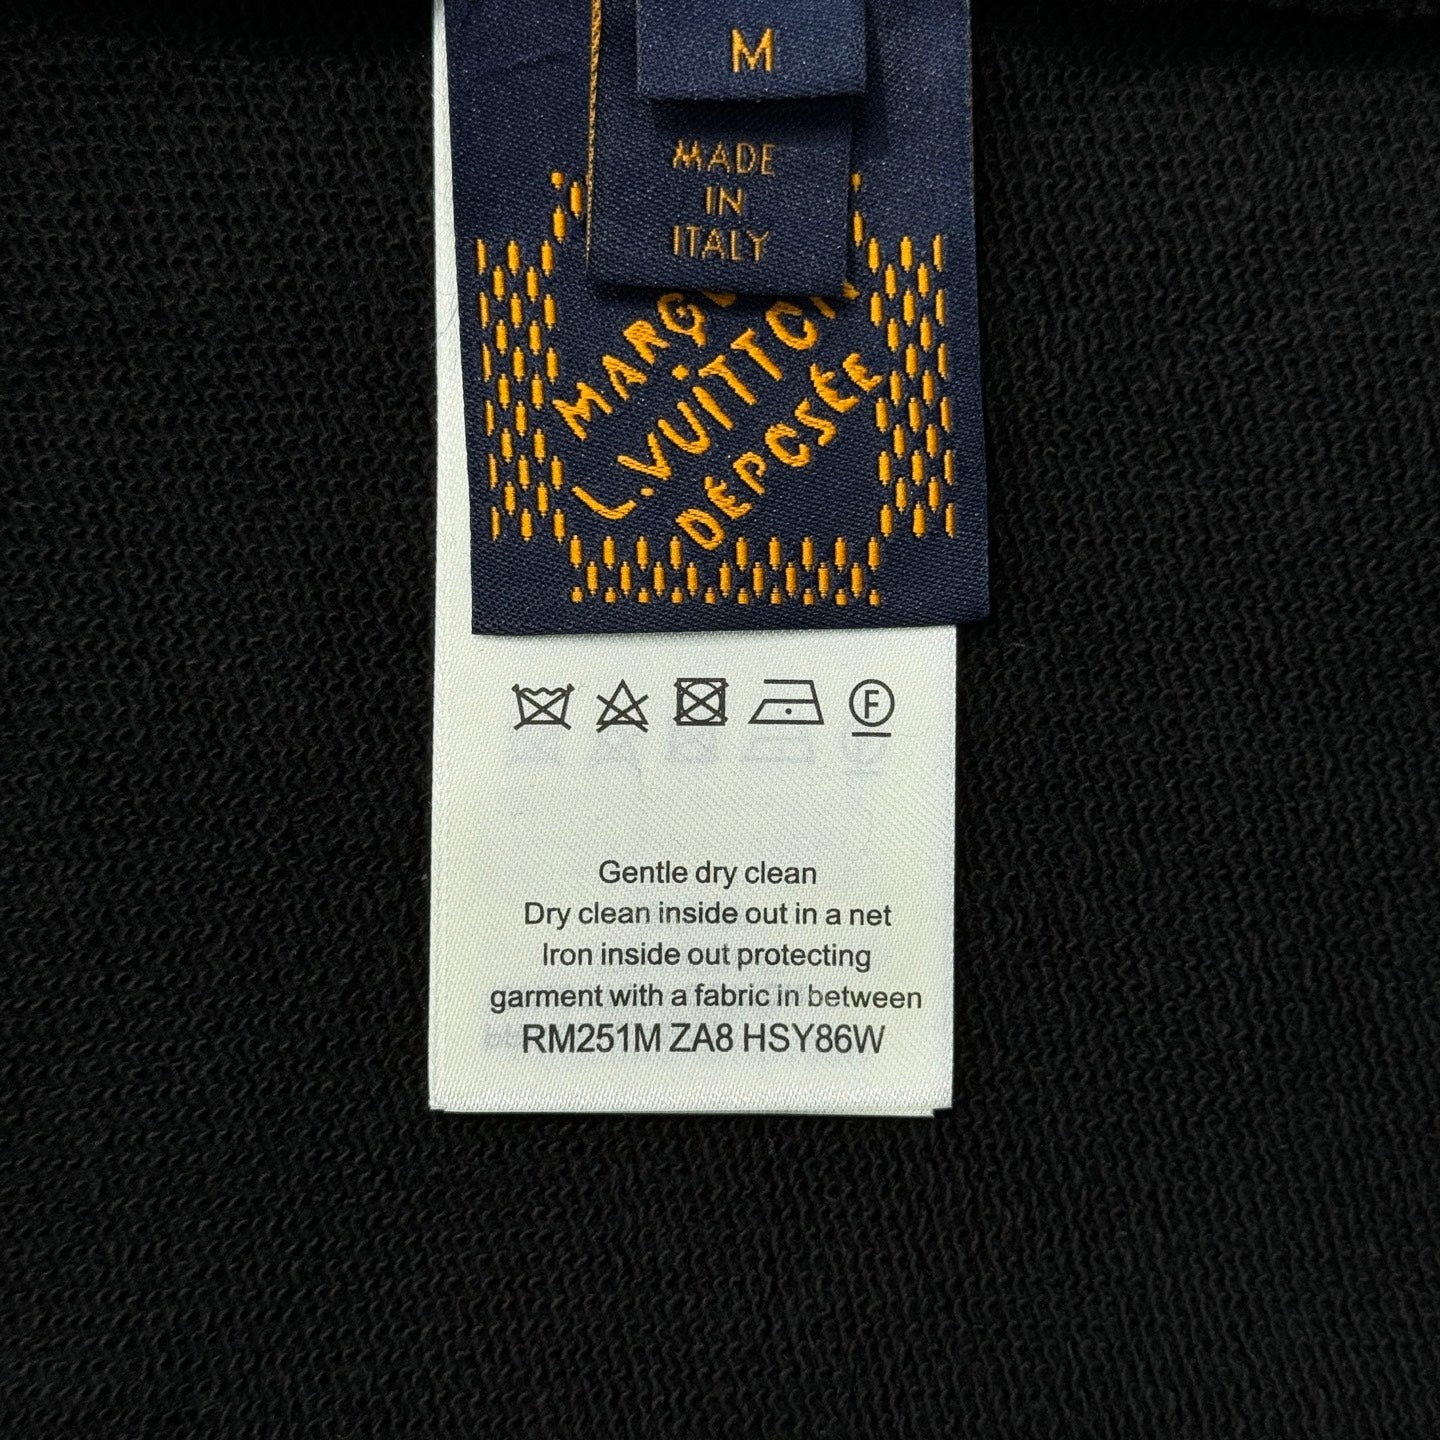 M
MADE
IN
ITALY
L.VUITTON
DÉPOSÉE
F
Gentle dry clean
Dry clean inside out in a net
Iron inside out protecting
garment with a fabric in between
RM251M ZA8 HSY86W